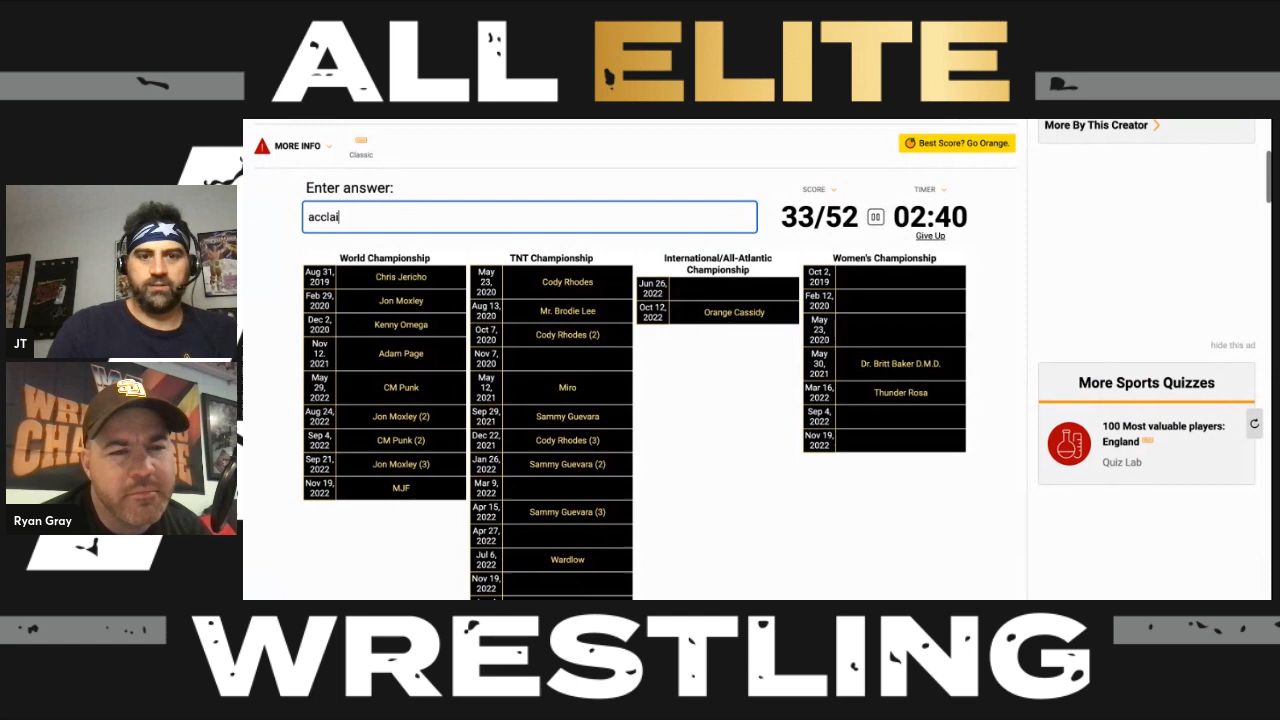 ALL ELITE
MORE INFO
Classic
Best Score? Go Orange.
More By This Creator
Enter answer:
acclai
SCORE
TIMER
33/52
02:40
Give Up
World Championship
Aug 31, 2019 Chris Jericho
Feb 29, 2020 Jon Moxley
Dec 2, 2020 Kenny Omega
Nov 12, 2021 Adam Page
May 29, 2022 CM Punk
Aug 24, 2022 Jon Moxley (2)
Sep 4, 2022 CM Punk (2)
Sep 21, 2022 Jon Moxley (3)
Nov 19, 2022 MJF
TNT Championship
May 23, 2020 Cody Rhodes
Aug 13, 2020 Mr. Brodie Lee
Oct 7, 2020 Cody Rhodes (2)
Nov 7, 2020
May 12, 2021 Miro
Sep 29, 2021 Sammy Guevara
Dec 22, 2021 Cody Rhodes (3)
Jan 26, 2022 Sammy Guevara (2)
Mar 9, 2022
Apr 15, 2022 Sammy Guevara (3)
Apr 27, 2022
Jul 6, 2022 Wardlow
Nov 19, 2022
International/All-Atlantic Championship
Jun 26, 2022
Oct 12, 2022 Orange Cassidy
Women's Championship
Oct 2, 2019
Feb 12, 2020
May 23, 2020
May 30, 2021 Dr. Britt Baker D.M.D.
Mar 16, 2022 Thunder Rosa
Sep 4, 2022
Nov 19, 2022
hide this ad
More Sports Quizzes
100 Most valuable players:
England
Quiz Lab
JT
Ryan Gray
WRESTLING